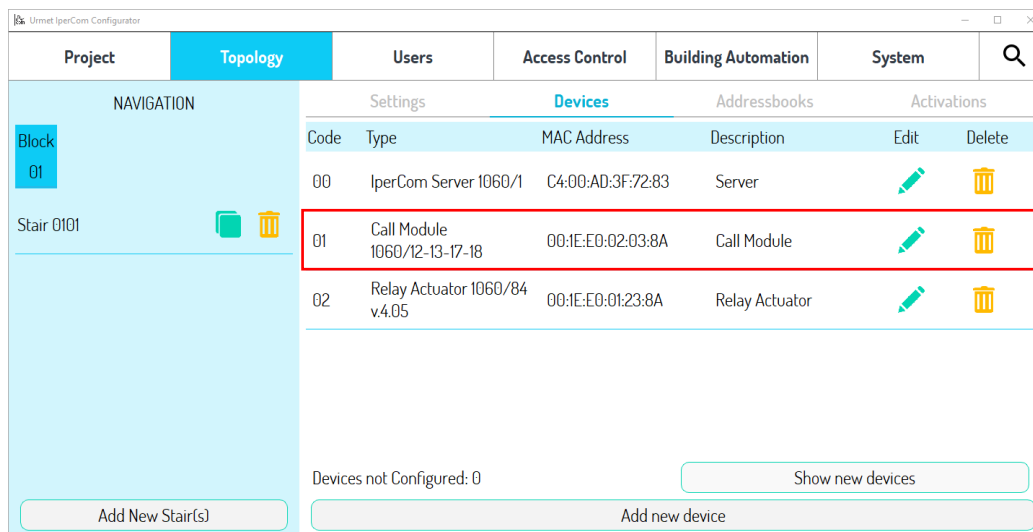 Urmet IperCom Configurator
Project Topology Users Access Control Building Automation System
NAVIGATION
Block
01
Stair 0101
Add New Stair(s)
Settings Devices Addressbooks Activations
Code Type MAC Address Description Edit Delete
00 IperCom Server 1060/1 C4:00:AD:3F:72:83 Server
01 Call Module 1060/12-13-17-18 00:1E:E0:02:03:8A Call Module
02 Relay Actuator 1060/84 v.4.05 00:1E:E0:01:23:8A Relay Actuator
Devices not Configured: 0 Show new devices
Add new device